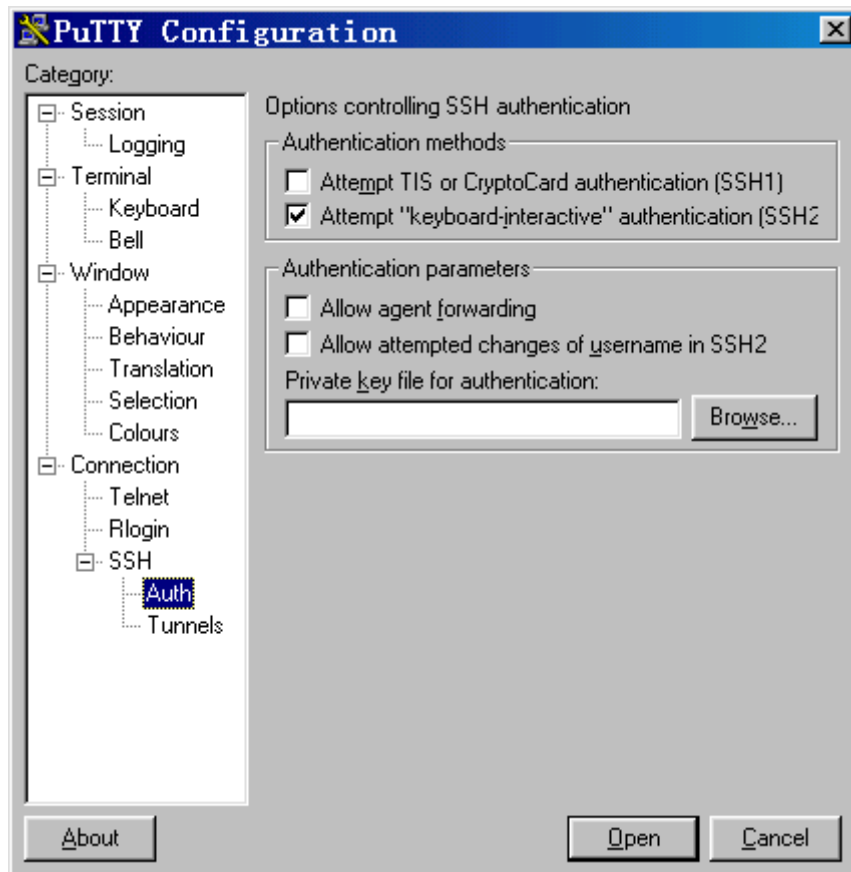 PuTTY Configuration
Category:
Session
Logging
Terminal
Keyboard
Bell
Window
Appearance
Behaviour
Translation
Selection
Colours
Connection
Telnet
Rlogin
SSH
Auth
Tunnels
Options controlling SSH authentication
Authentication methods
Attempt TIS or CryptoCard authentication (SSH1)
Attempt "keyboard-interactive" authentication (SSH2
Authentication parameters
Allow agent forwarding
Allow attempted changes of username in SSH2
Private key file for authentication:
Browse...
About
Open
Cancel